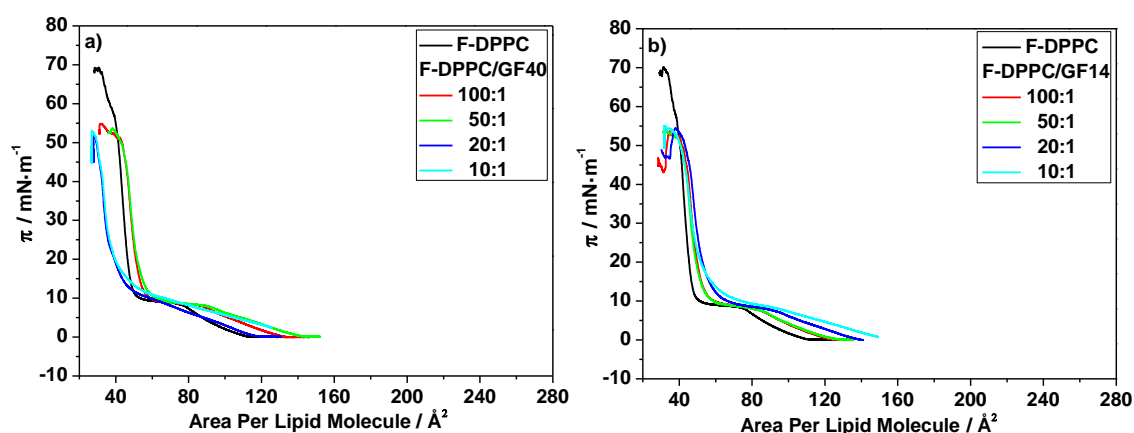 a)
F-DPPC
F-DPPC/GF40
100:1
50:1
20:1
10:1
80
70
60
50
40
30
20
10
0
-10
π / mN·m⁻¹
40 80 120 160 200 240 280
Area Per Lipid Molecule / Å²
b)
F-DPPC
F-DPPC/GF14
100:1
50:1
20:1
10:1
80
70
60
50
40
30
20
10
0
-10
π / mN·m⁻¹
40 80 120 160 200 240 280
Area Per Lipid Molecule / Å²